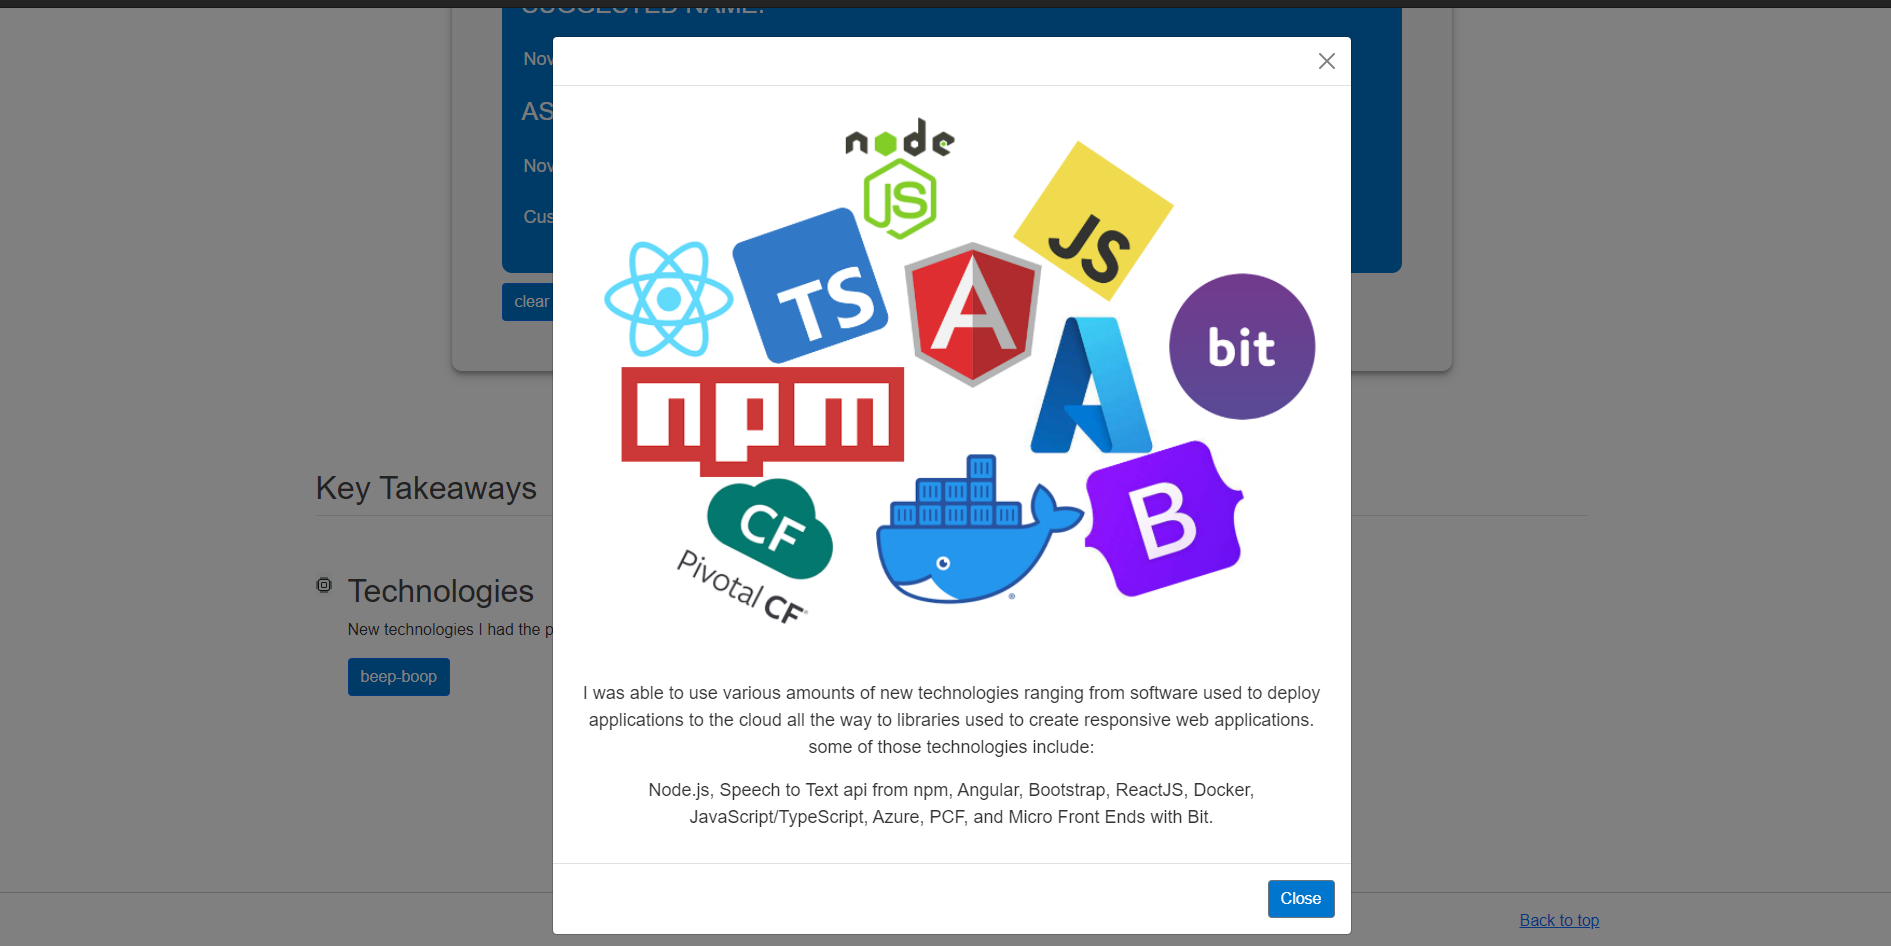 SUGGESTED NAME:
Nov
AS
Nov
Cus
clear
node
JS
JS
TS
A
bit
npm
CF
Pivotal CF
B
Key Takeaways
Technologies
New technologies I had the p
beep-boop
I was able to use various amounts of new technologies ranging from software used to deploy
applications to the cloud all the way to libraries used to create responsive web applications.
some of those technologies include:
Node.js, Speech to Text api from npm, Angular, Bootstrap, ReactJS, Docker,
JavaScript/TypeScript, Azure, PCF, and Micro Front Ends with Bit.
Close
Back to top